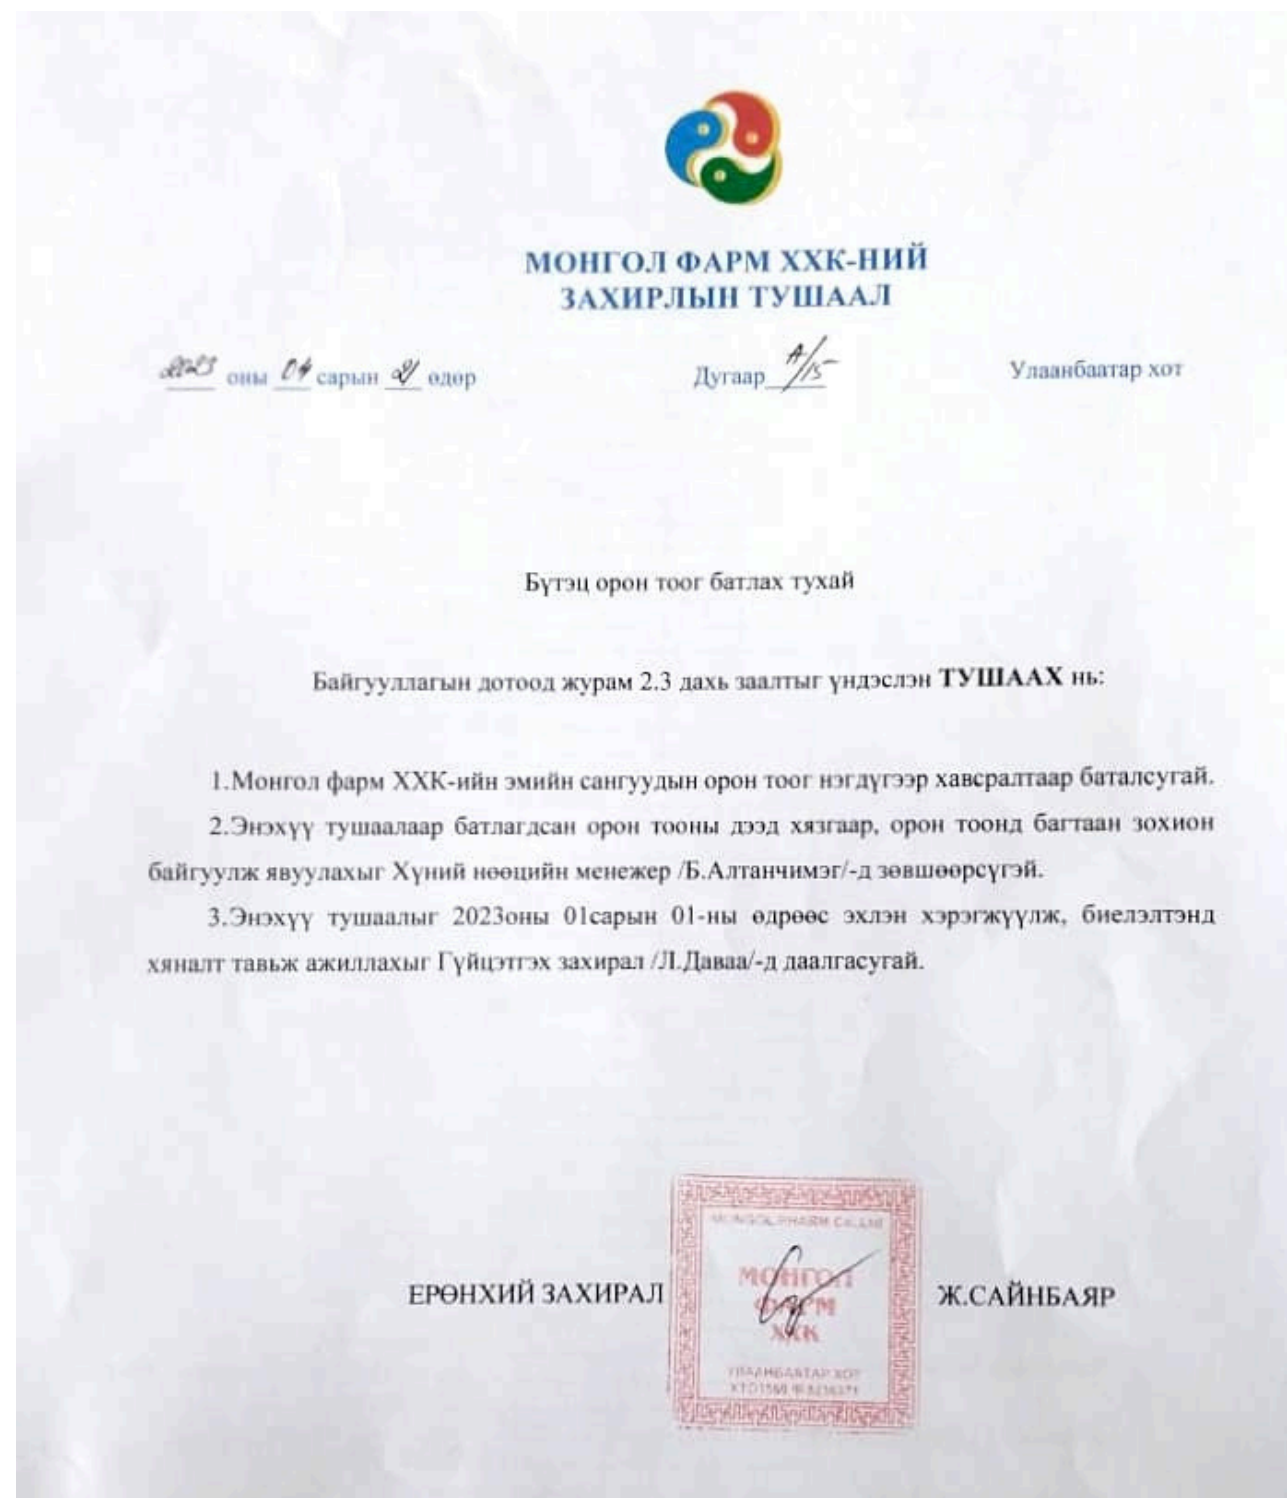 МОНГОЛ ФАРМ ХХК-НИЙ
ЗАХИРЛЫН ТУШААЛ
2023 оны 04 сарын 21 өдөр Дугаар А/15 Улаанбаатар хот
Бүтэц орон тоог батлах тухай
Байгууллагын дотоод журам 2.3 дахь заалтыг үндэслэн ТУШААХ нь:
1.Монгол фарм ХХК-ийн эмийн сангуудын орон тоог нэгдүгээр хавсралтаар баталсугай.
2.Энэхүү тушаалаар батлагдсан орон тооны дээд хязгаар, орон тоонд багтаан зохион
байгуулж явуулахыг Хүний нөөцийн менежер /Б.Алтанчимэг/-д зөвшөөрсүгэй.
3.Энэхүү тушаалыг 2023оны 01сарын 01-ны өдрөөс эхлэн хэрэгжүүлж, биелэлтэнд
хяналт тавьж ажиллахыг Гүйцэтгэх захирал /Л.Даваа/-д даалгасугай.
MONGOL PHARM Co.,Ltd
МОНГОЛ
ЕРӨНХИЙ ЗАХИРАЛ ФАРМ Ж.САЙНБАЯР
ХХК
УЛААНБААТАР ХОТ